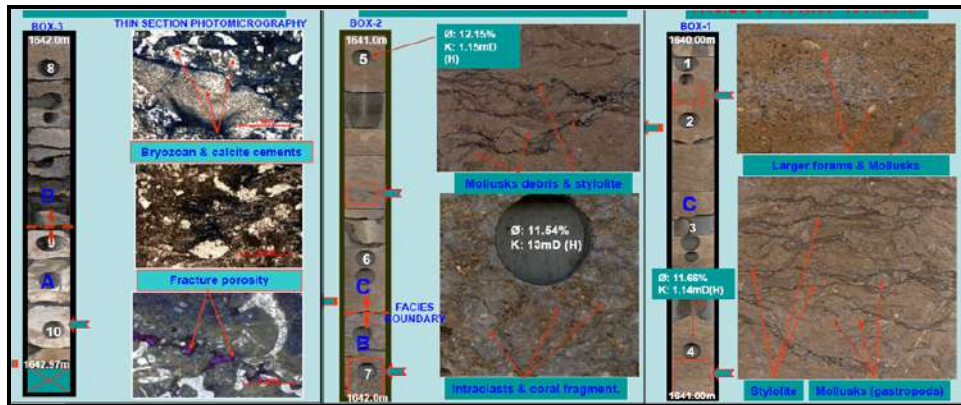 BOX-3
1642.0m
8
B
9
A
10
1642.97m
THIN SECTION PHOTOMICROGRAPHY
Bryozoan & calcite cements
Fracture porosity
BOX-2
1641.0m
5
6
C
FACIES
BOUNDARY
B
7
1642.0m
Ø: 12.15%
K: 1.15mD
(H)
Mollusks debris & stylolite
Ø: 11.54%
K: 13mD (H)
Intraclasts & coral fragment.
BOX-1
1640.00m
1
2
C
3
Ø: 11.66%
K: 1.14mD(H)
4
1641.00m
Larger forams & Mollusks
Stylolite
Mollusks (gastropods)